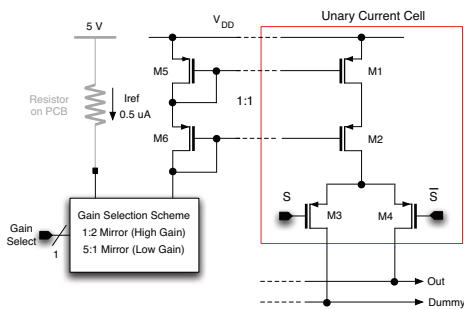 Unary Current Cell
5 V
VDD
M5
M1
Resistor
on PCB
Iref
0.5 uA
1:1
M6
M2
S
S̅
Gain Selection Scheme
1:2 Mirror (High Gain)
5:1 Mirror (Low Gain)
M3
M4
Gain
Select
1
Out
Dummy